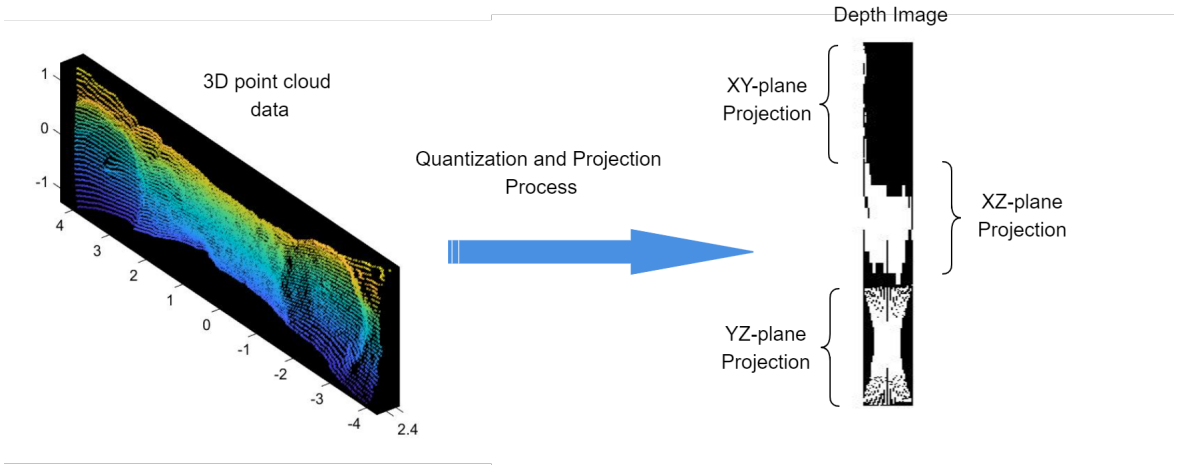 Depth Image
3D point cloud
data
XY-plane
Projection
Quantization and Projection
Process
XZ-plane
Projection
YZ-plane
Projection
1
0
-1
4
3
2
1
0
-1
-2
-3
-4
2.4